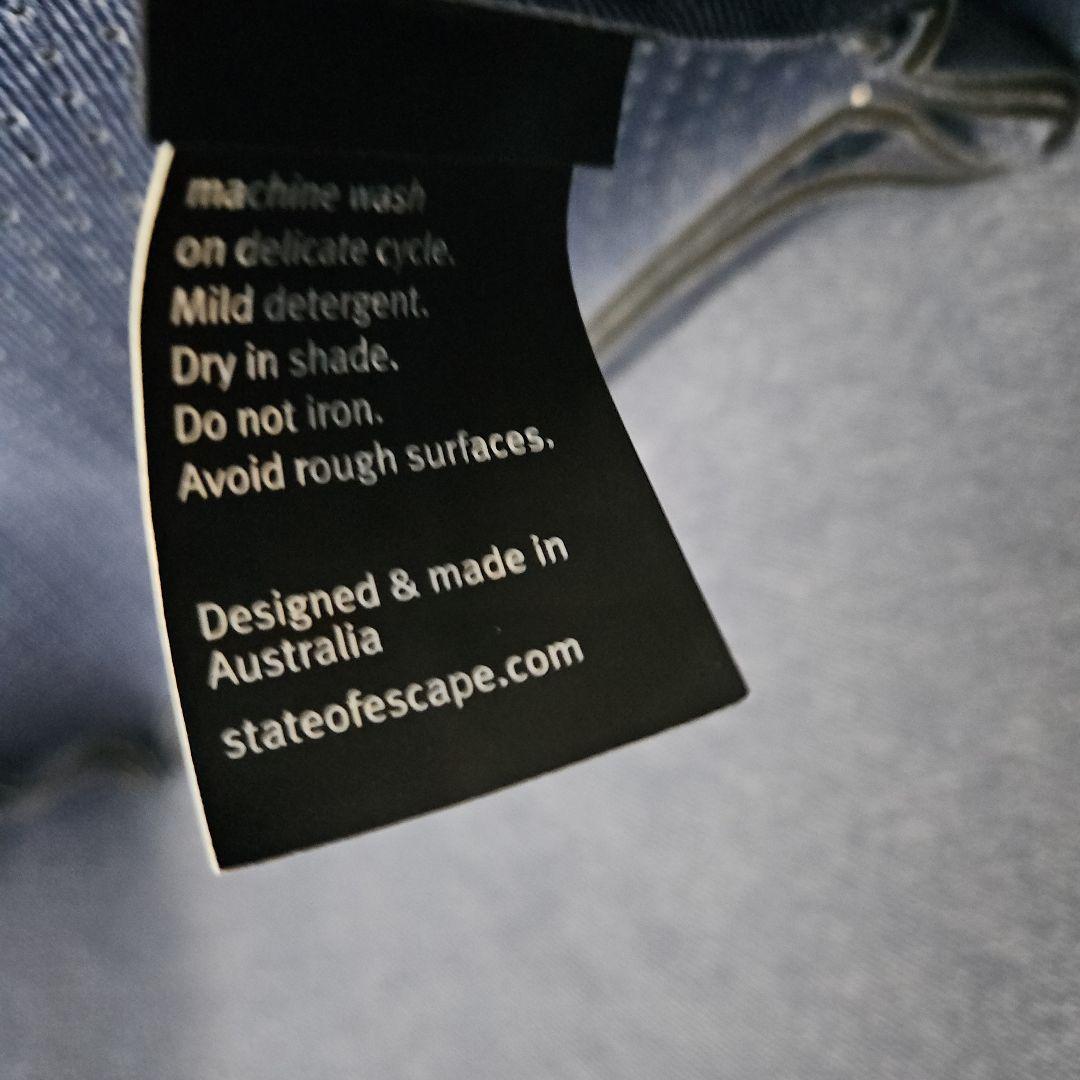 machine wash
on delicate cycle.
Mild detergent.
Dry in shade.
Do not iron.
Avoid rough surfaces.
Designed & made in
Australia
stateofescape.com